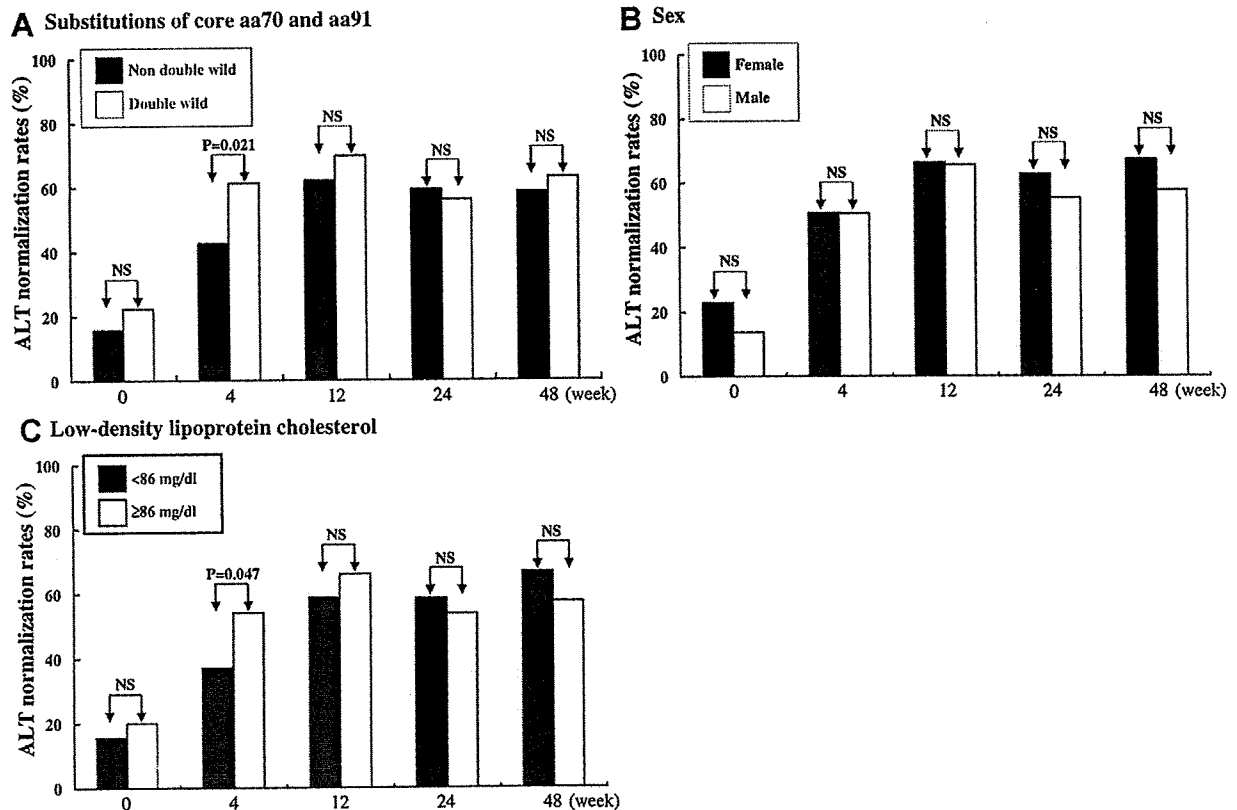 A Substitutions of core aa70 and aa91
ALT normalization rates (%)
100
80
60
40
20
0
Non double wild
Double wild
NS
P=0.021
NS
NS
NS
0 4 12 24 48 (week)
B Sex
ALT normalization rates (%)
100
80
60
40
20
0
Female
Male
NS
NS
NS
NS
NS
0 4 12 24 48 (week)
C Low-density lipoprotein cholesterol
ALT normalization rates (%)
100
80
60
40
20
0
<86 mg/dl
≥86 mg/dl
NS
P=0.047
NS
NS
NS
0 4 12 24 48 (week)